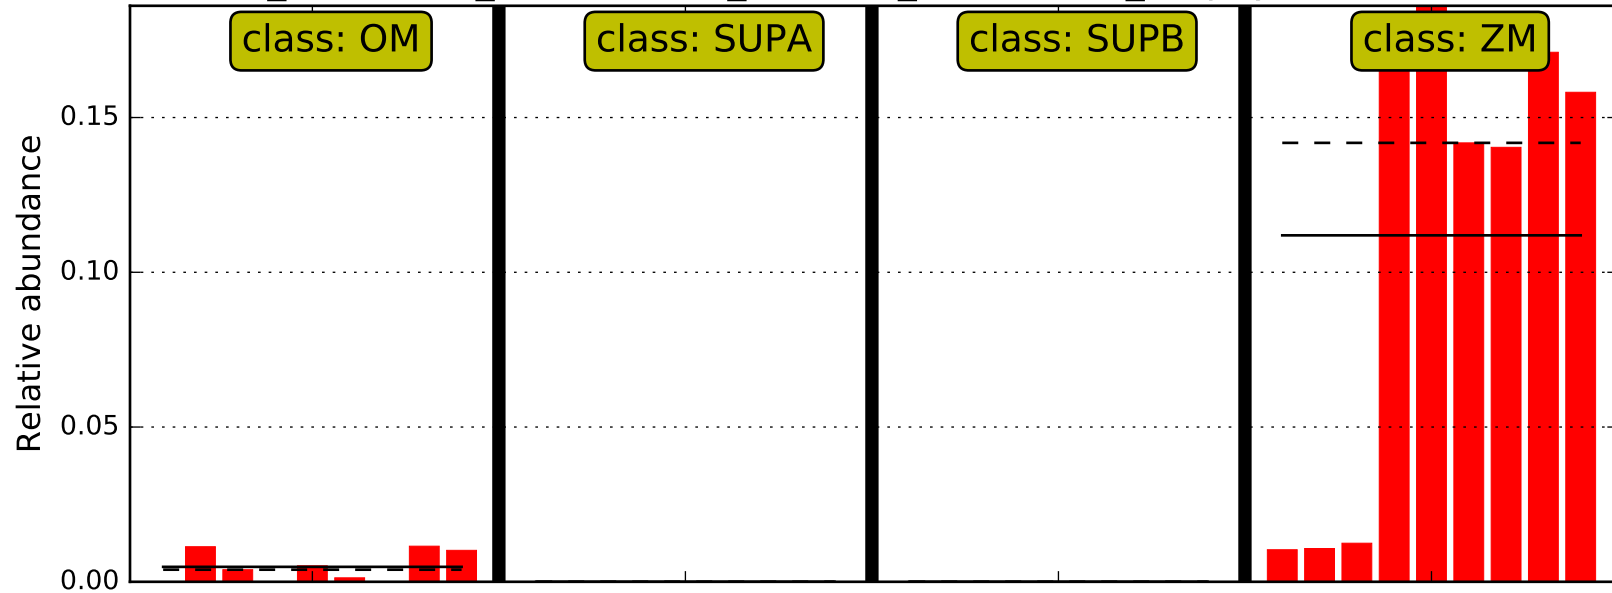 class: OM
class: SUPA
class: SUPB
class: ZM
Relative abundance
0.15
0.10
0.05
0.00